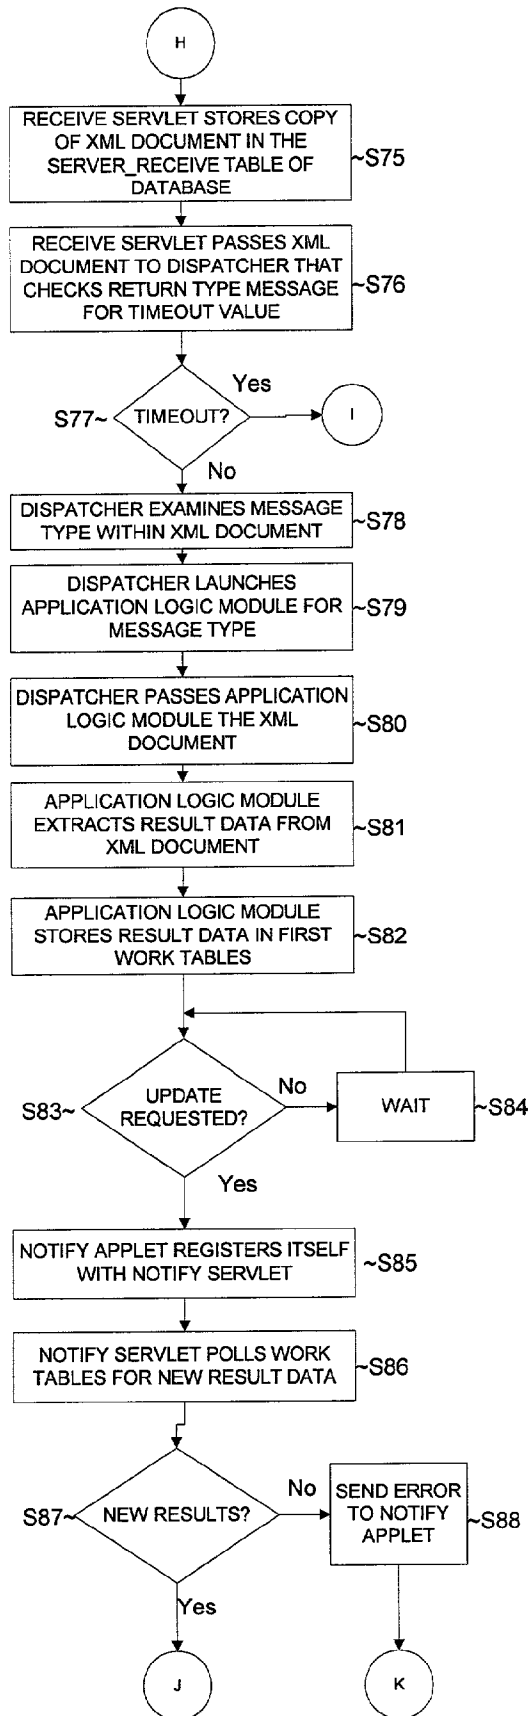 H
RECEIVE SERVLET STORES COPY
OF XML DOCUMENT IN THE
SERVER_RECEIVE TABLE OF
DATABASE
~S75
RECEIVE SERVLET PASSES XML
DOCUMENT TO DISPATCHER THAT
CHECKS RETURN TYPE MESSAGE
FOR TIMEOUT VALUE
~S76
Yes
S77~
TIMEOUT?
I
No
DISPATCHER EXAMINES MESSAGE
TYPE WITHIN XML DOCUMENT
~S78
DISPATCHER LAUNCHES
APPLICATION LOGIC MODULE FOR
MESSAGE TYPE
~S79
DISPATCHER PASSES APPLICATION
LOGIC MODULE THE XML
DOCUMENT
~S80
APPLICATION LOGIC MODULE
EXTRACTS RESULT DATA FROM
XML DOCUMENT
~S81
APPLICATION LOGIC MODULE
STORES RESULT DATA IN FIRST
WORK TABLES
~S82
S83~
UPDATE
REQUESTED?
No
WAIT
~S84
Yes
NOTIFY APPLET REGISTERS ITSELF
WITH NOTIFY SERVLET
~S85
NOTIFY SERVLET POLLS WORK
TABLES FOR NEW RESULT DATA
~S86
S87~
NEW RESULTS?
No
SEND ERROR
TO NOTIFY
APPLET
~S88
Yes
J
K